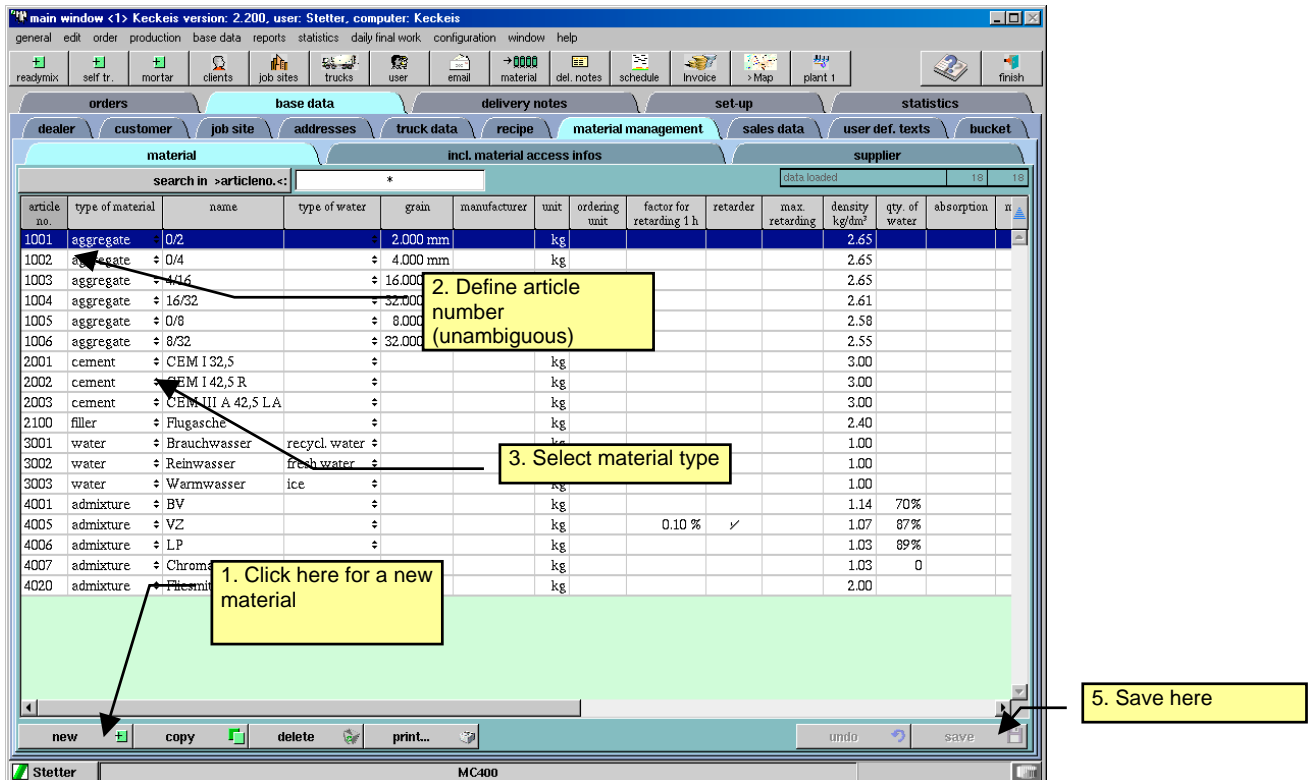 main window <1> Keckeis version: 2.200, user: Stetter, computer: Keckeis
general edit order production base data reports statistics daily final work configuration window help
readymix self tr. mortar clients job sites trucks user email material del. notes schedule Invoice >Map plant 1 finish
orders base data delivery notes set-up statistics
dealer customer job site addresses truck data recipe material management sales data user def. texts bucket
material incl. material access infos supplier
search in >articleno.<: * data loaded 18 18
article no. type of material name type of water grain manufacturer unit ordering unit factor for retarding 1 h retarder max. retarding density kg/dm³ qty. of water absorption
1001 aggregate 0/2 2.000 mm kg 2.65
1002 aggregate 0/4 4.000 mm kg 2.65
1003 aggregate 4/16 16.000 2.65
1004 aggregate 16/32 32.000 2.61
1005 aggregate 0/8 8.000 2.58
1006 aggregate 8/32 32.000 2.55
2. Define article
number
(unambiguous)
2001 cement CEM I 32,5 kg 3.00
2002 cement CEM I 42,5 R kg 3.00
2003 cement CEM III A 42,5 LA kg 3.00
2100 filler Flugasche kg 2.40
3001 water Brauchwasser recycl. water kg 1.00
3002 water Reinwasser fresh water 1.00
3003 water Warmwasser ice kg 1.00
3. Select material type
4001 admixture BV kg 1.14 70%
4005 admixture VZ kg 0.10 % 1.07 87%
4006 admixture LP kg 1.03 89%
4007 admixture kg 1.03 0
4020 admixture kg 2.00
1. Click here for a new
material
5. Save here
new copy delete print... undo save
Stetter MC400